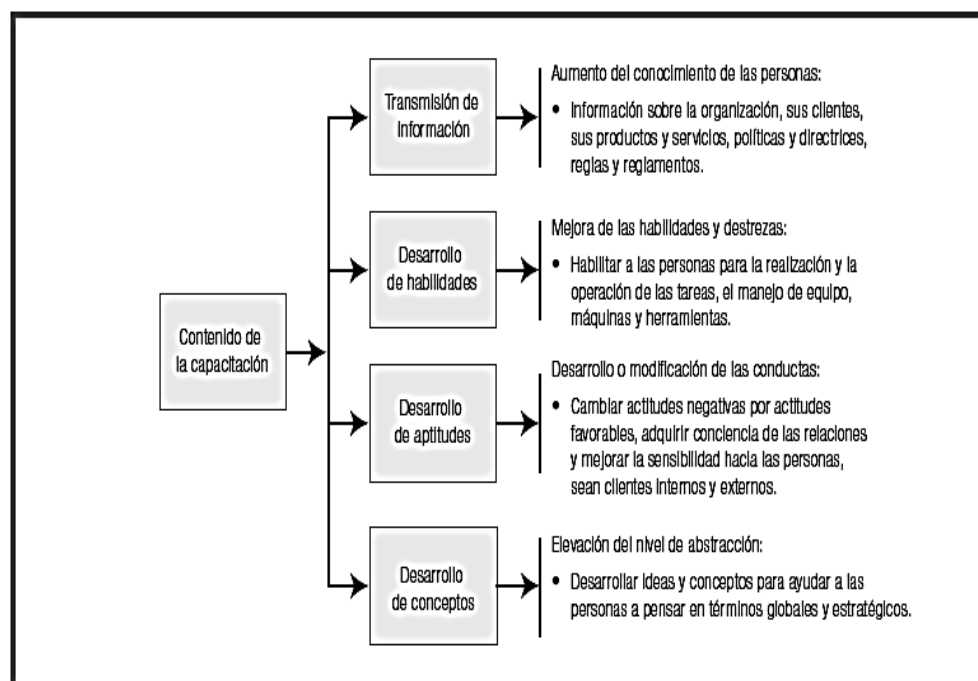 Contenido de
la capacitación
Transmisión de
información
Aumento del conocimiento de las personas:
• Información sobre la organización, sus clientes,
sus productos y servicios, políticas y directrices,
reglas y reglamentos.
Desarrollo
de habilidades
Mejora de las habilidades y destrezas:
• Habilitar a las personas para la realización y la
operación de las tareas, el manejo de equipo,
máquinas y herramientas.
Desarrollo
de aptitudes
Desarrollo o modificación de las conductas:
• Cambiar actitudes negativas por actitudes
favorables, adquirir conciencia de las relaciones
y mejorar la sensibilidad hacia las personas,
sean clientes internos y externos.
Desarrollo
de conceptos
Elevación del nivel de abstracción:
• Desarrollar ideas y conceptos para ayudar a las
personas a pensar en términos globales y estratégicos.